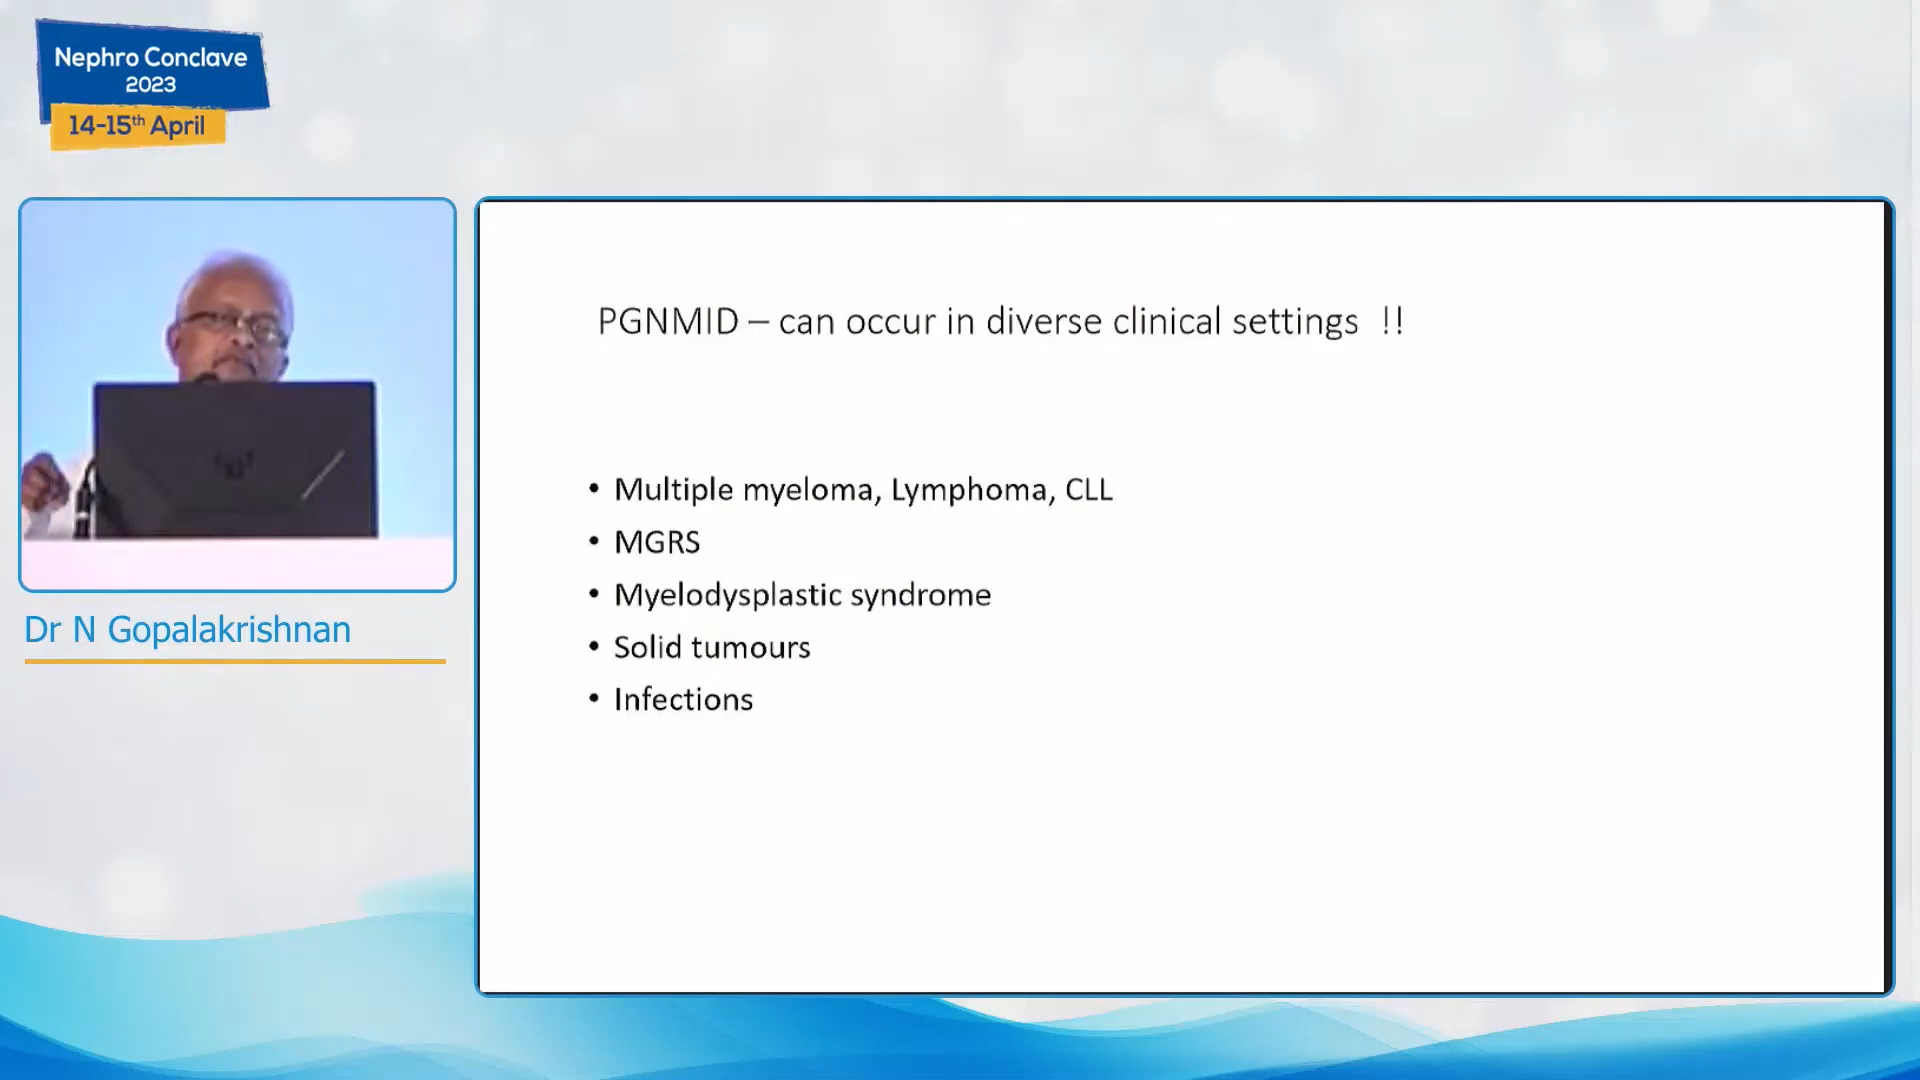 Nephro Conclave
2023
14-15th April
Dr N Gopalakrishnan
PGNMID – can occur in diverse clinical settings !!
• Multiple myeloma, Lymphoma, CLL
• MGRS
• Myelodysplastic syndrome
• Solid tumours
• Infections